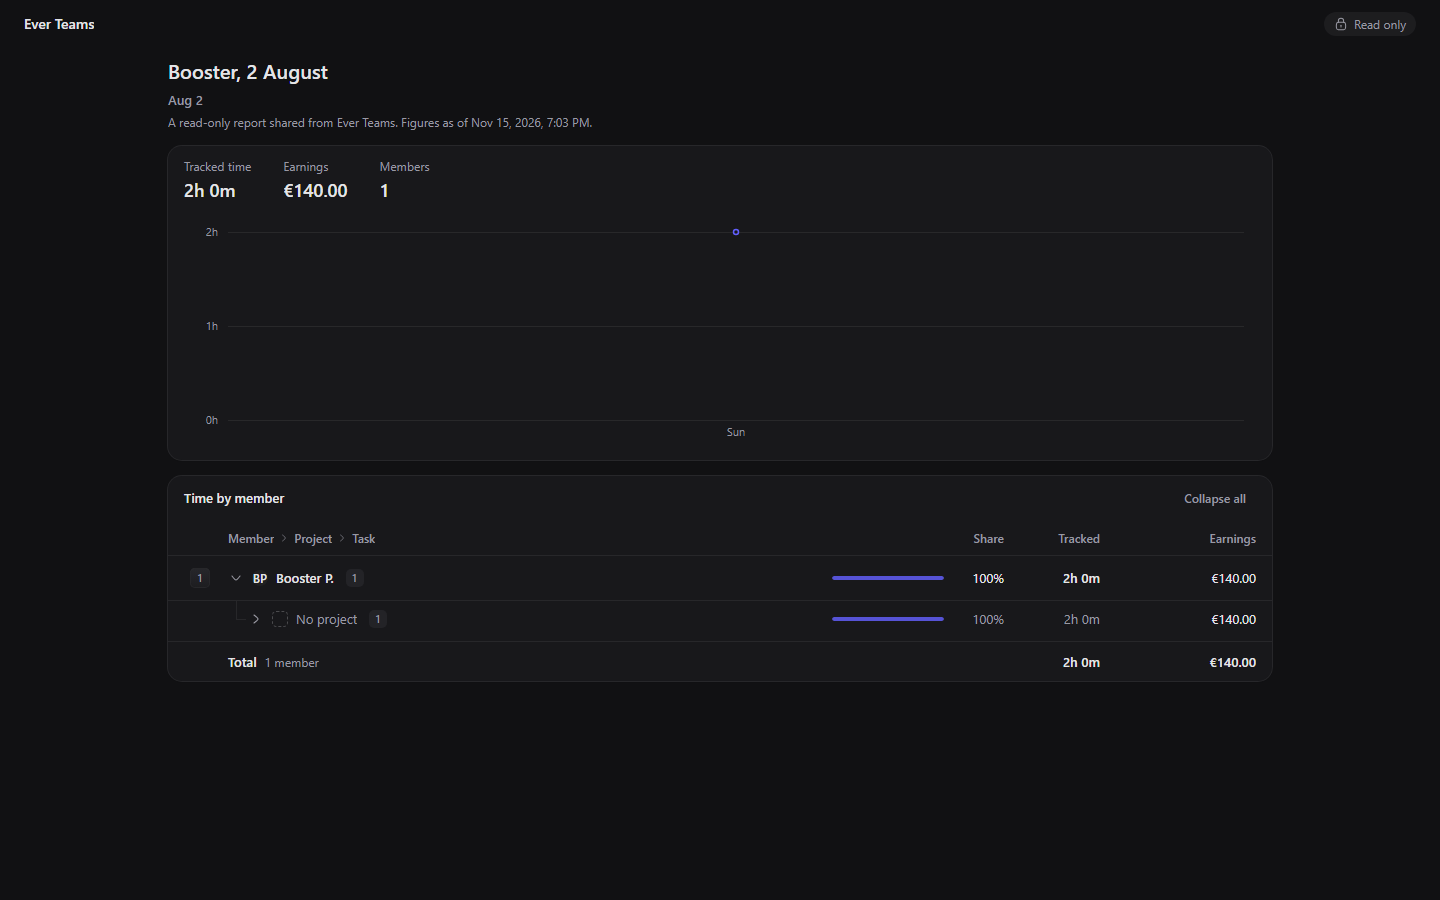 Ever Teams
Read only
Booster, 2 August
Aug 2
A read-only report shared from Ever Teams. Figures as of Nov 15, 2026, 7:03 PM.
Tracked time Earnings Members
2h 0m €140.00 1
2h
1h
0h
Sun
Time by member Collapse all
Member Project Task Share Tracked Earnings
1 BP Booster P. 1 100% 2h 0m €140.00
No project 1 100% 2h 0m €140.00
Total 1 member 2h 0m €140.00